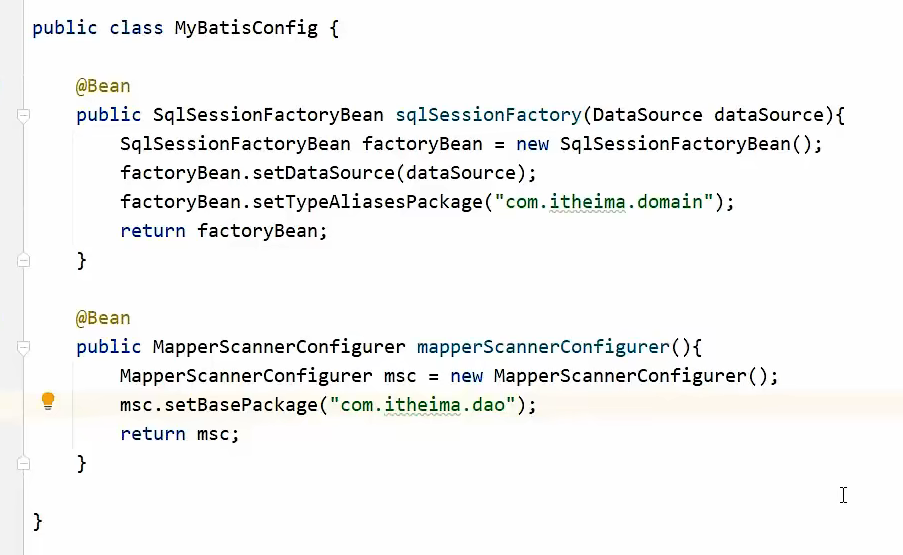 public class MyBatisConfig {
@Bean
public SqlSessionFactoryBean sqlSessionFactory(DataSource dataSource){
SqlSessionFactoryBean factoryBean = new SqlSessionFactoryBean();
factoryBean.setDataSource(dataSource);
factoryBean.setTypeAliasesPackage("com.itheima.domain");
return factoryBean;
}
@Bean
public MapperScannerConfigurer mapperScannerConfigurer(){
MapperScannerConfigurer msc = new MapperScannerConfigurer();
msc.setBasePackage("com.itheima.dao");
return msc;
}
}